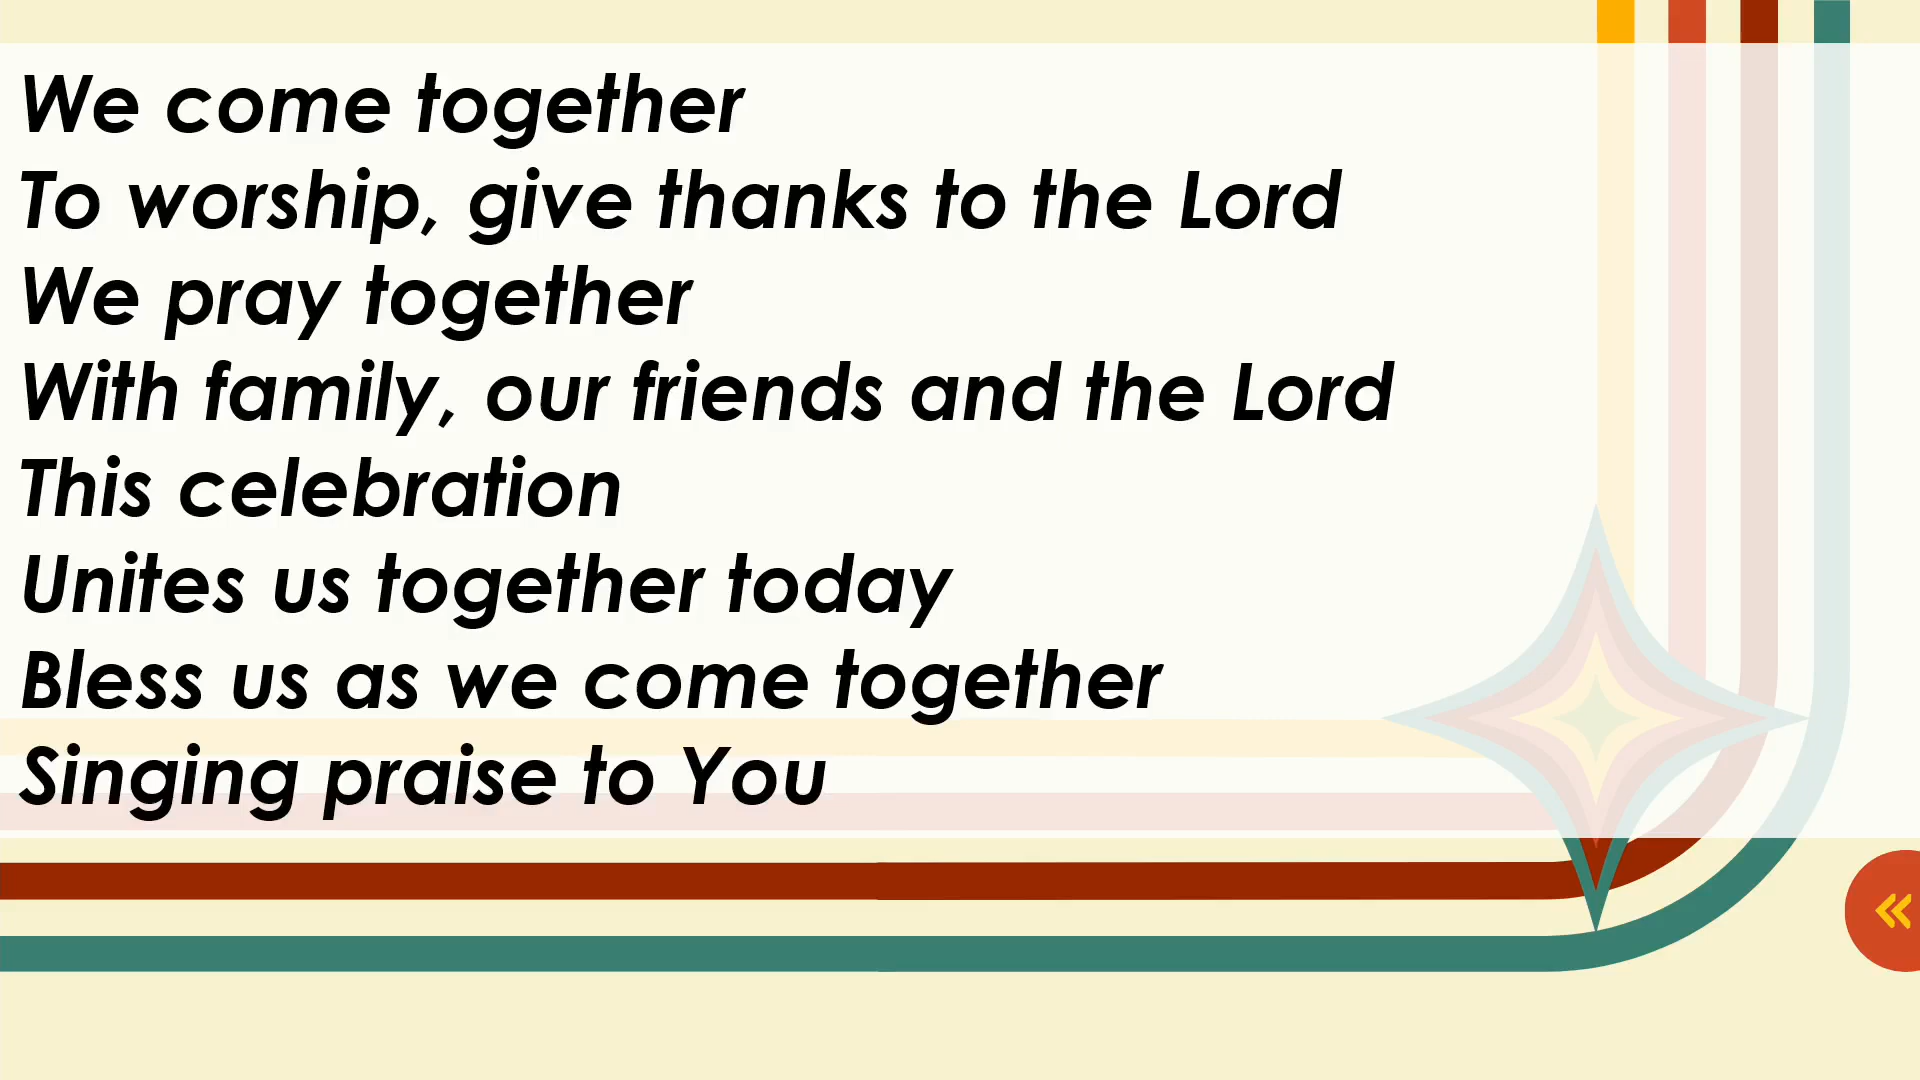 We come together
To worship, give thanks to the Lord
We pray together
With family, our friends and the Lord
This celebration
Unites us together today
Bless us as we come together
Singing praise to You